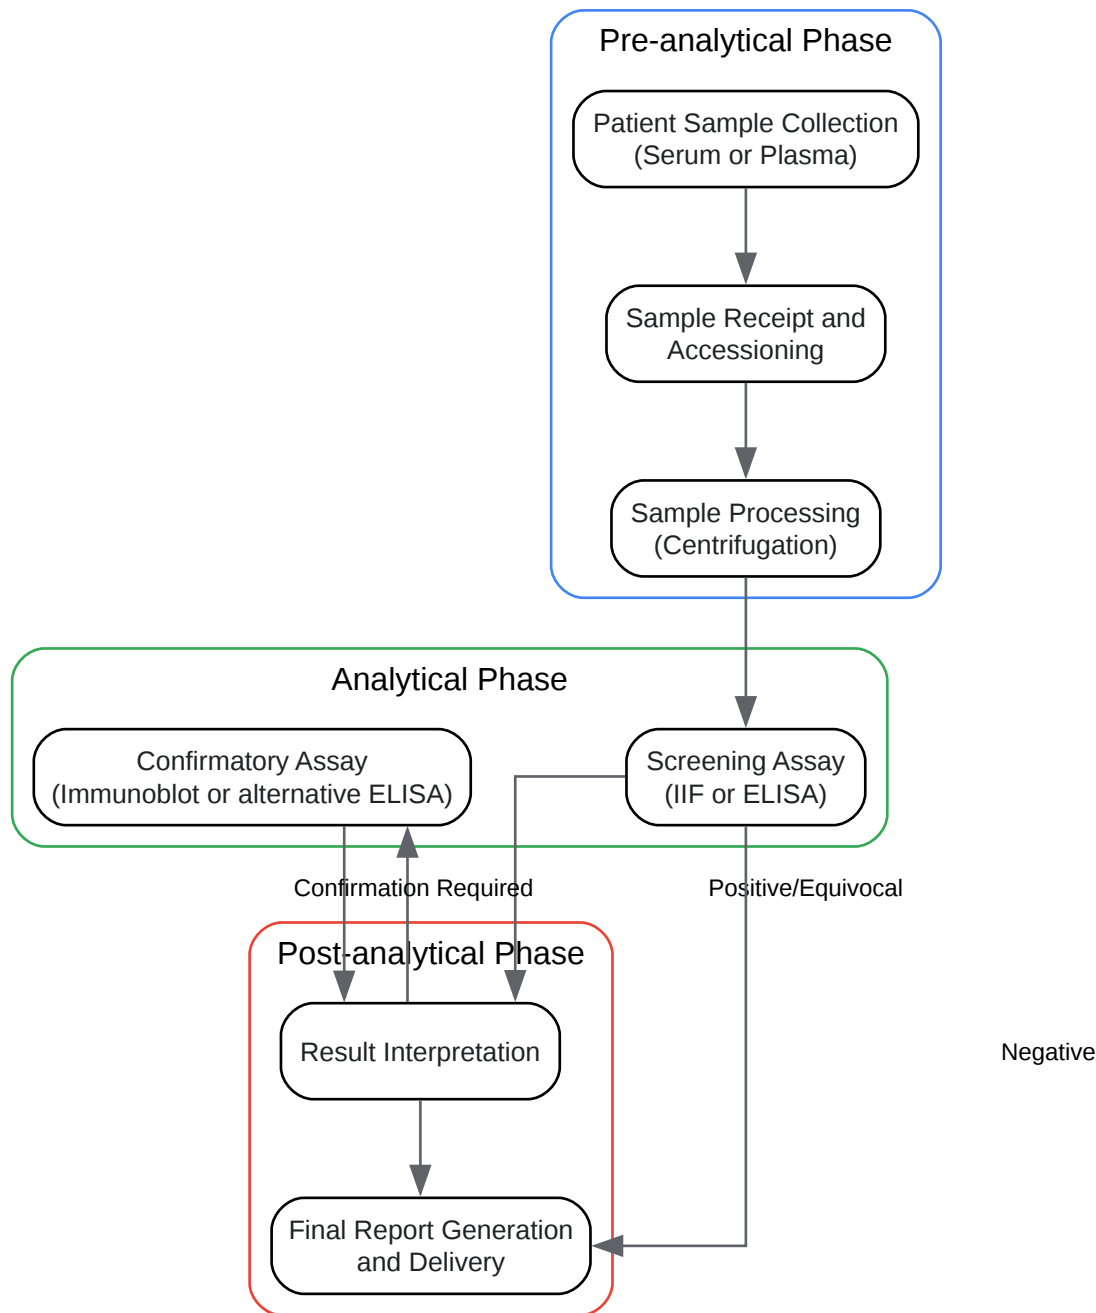 Pre-analytical Phase
Patient Sample Collection
(Serum or Plasma)
Sample Receipt and
Accessioning
Sample Processing
(Centrifugation)
Analytical Phase
Confirmatory Assay
(Immunoblot or alternative ELISA)
Screening Assay
(IIF or ELISA)
Confirmation Required
Positive/Equivocal
Post-analytical Phase
Result Interpretation
Negative
Final Report Generation
and Delivery